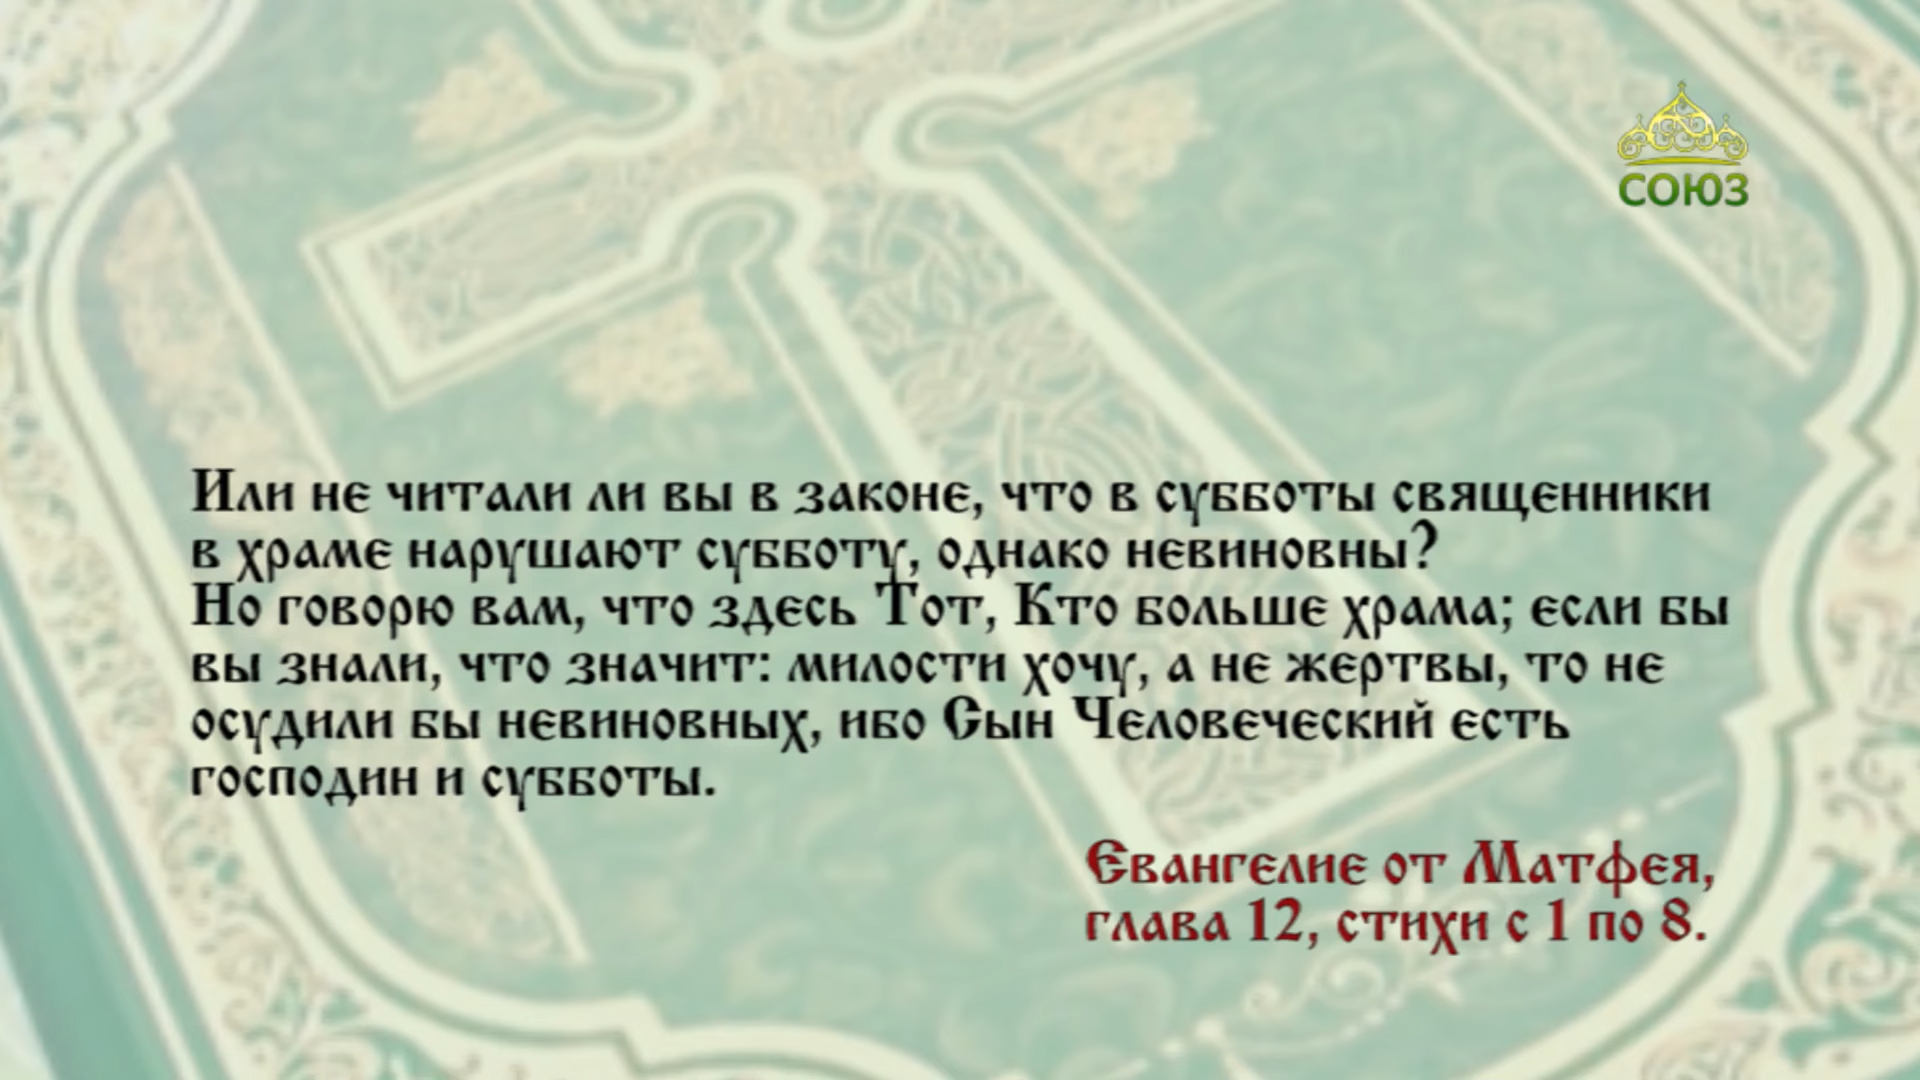 СОЮЗ
Или не читали ли вы в законе, что в субботы священники
в храме нарушают субботу, однако невиновны?
Но говорю вам, что здесь Тот, Кто больше храма; если бы
вы знали, что значит: милости хочу, а не жертвы, то не
осудили бы невиновных, ибо Сын Человеческий есть
господин и субботы.
Евангелие от Матфея,
глава 12, стихи с 1 по 8.